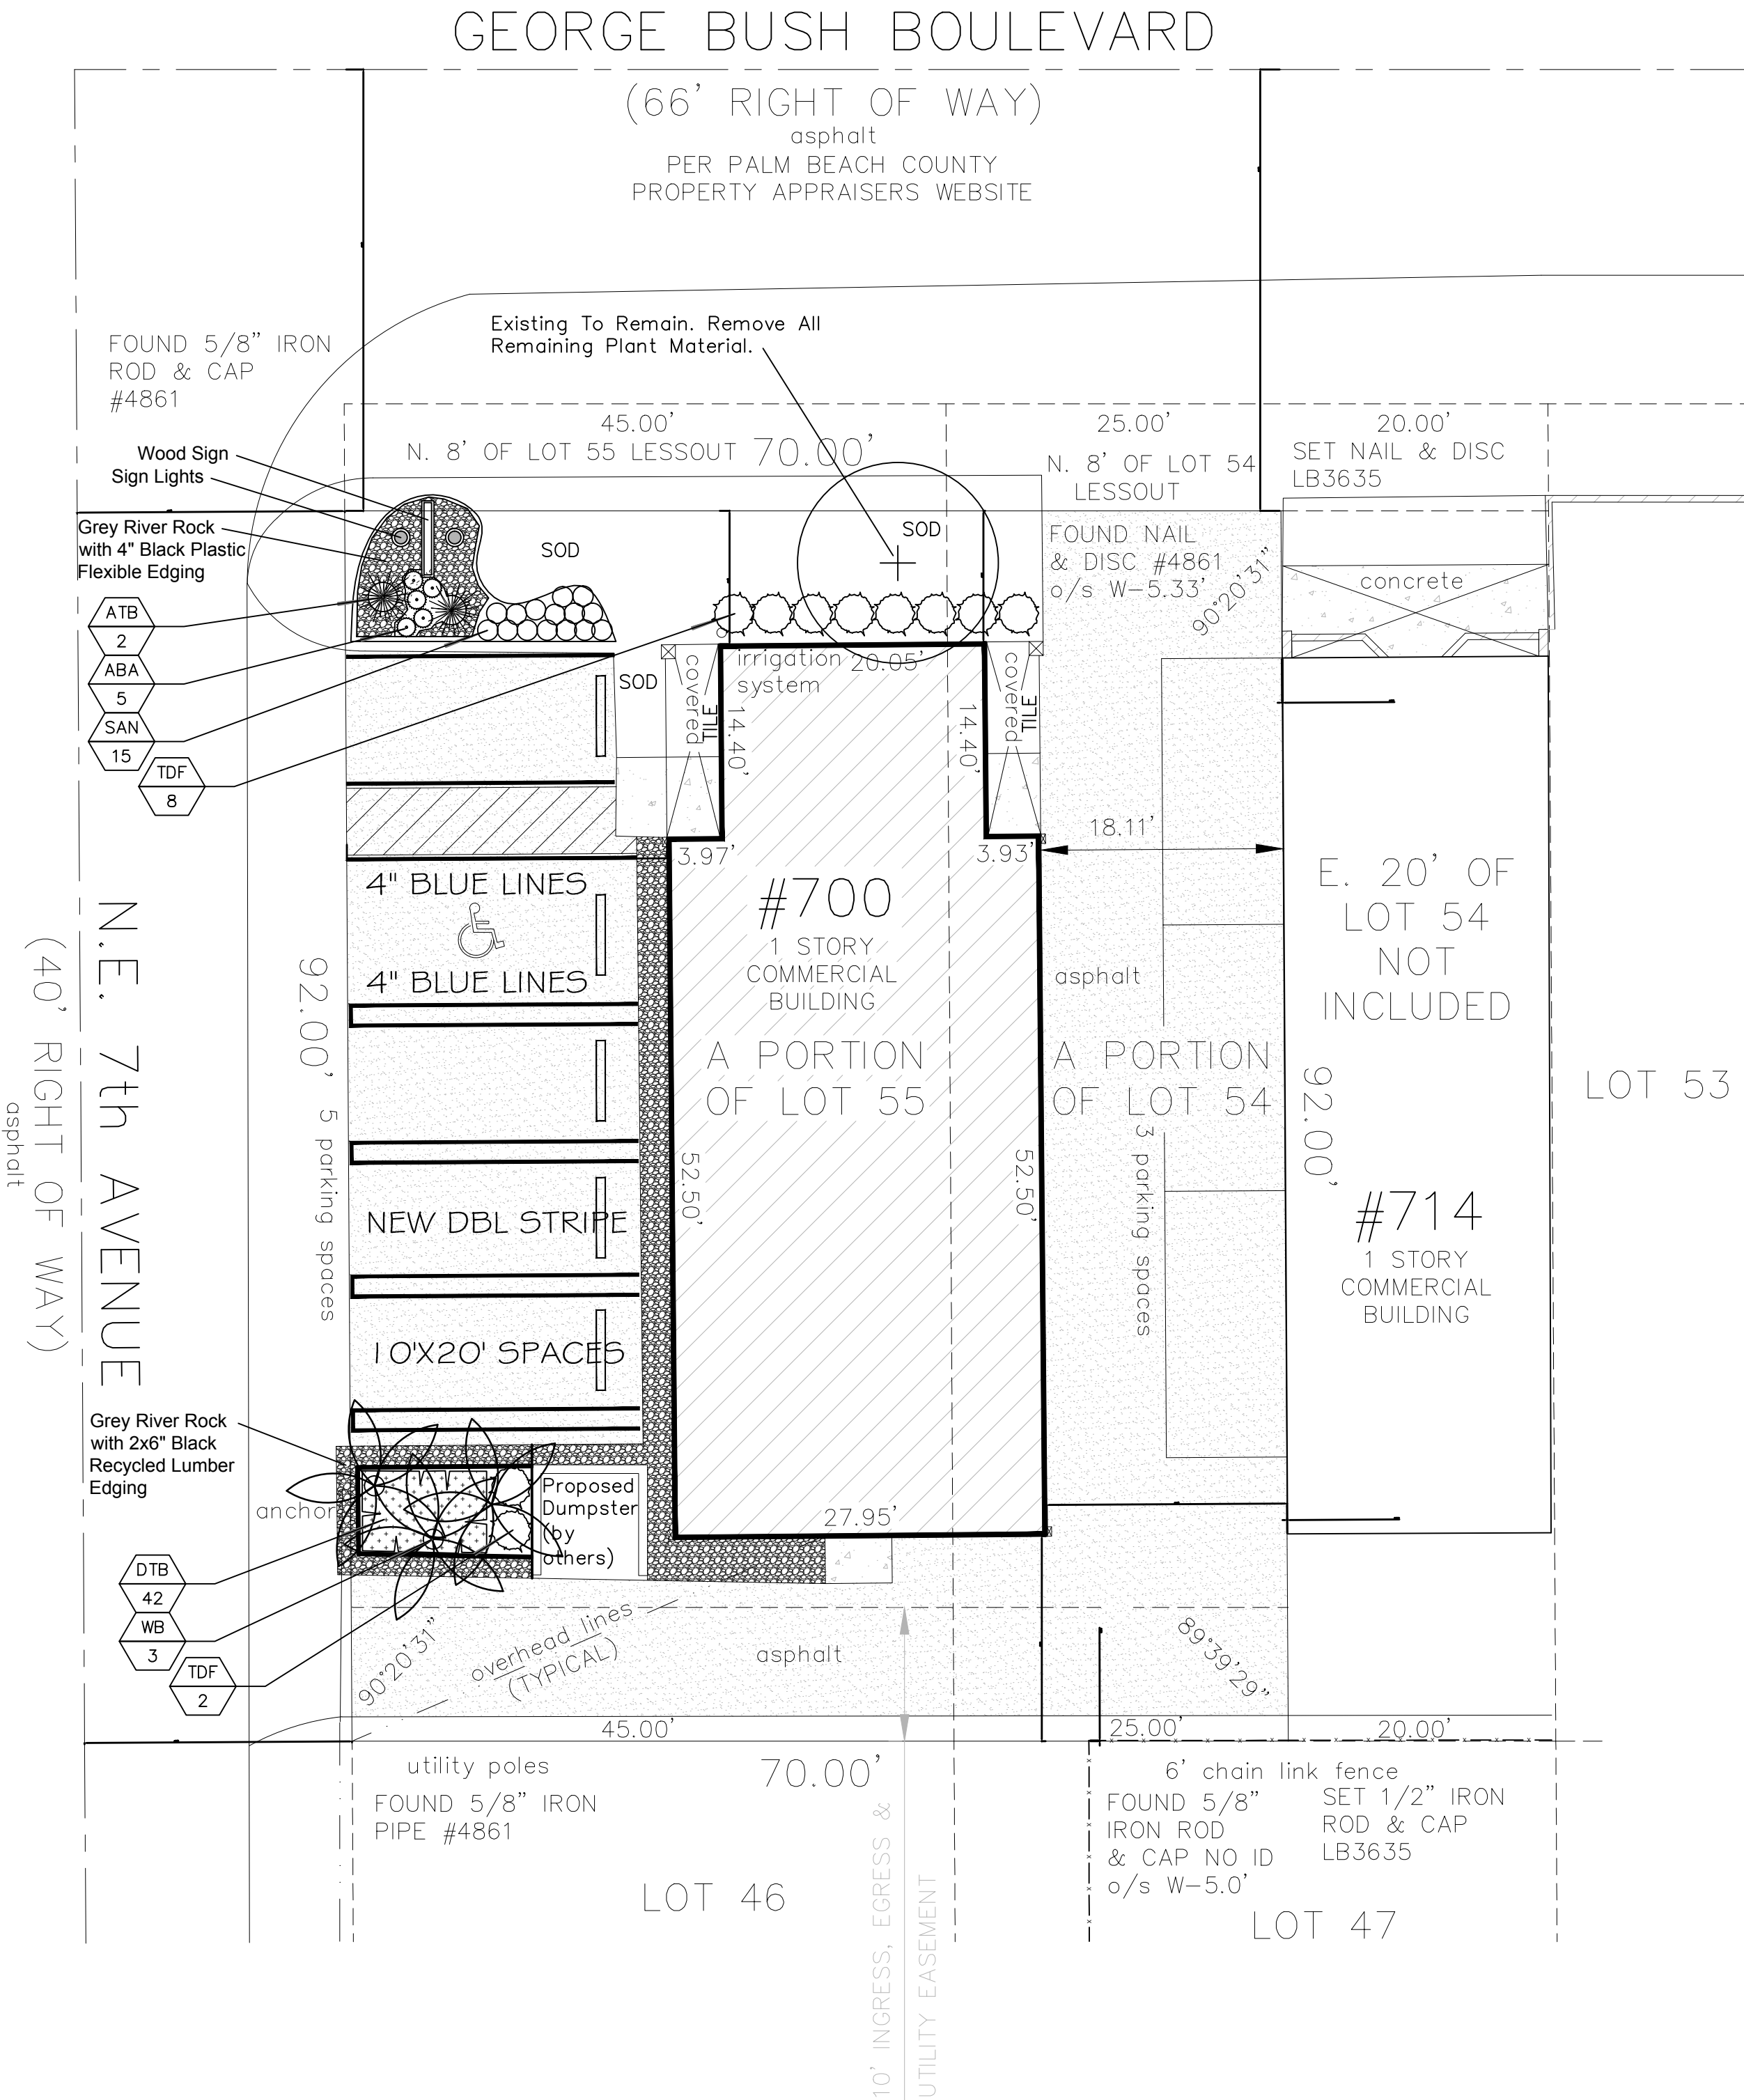 GEORGE BUSH BOULEVARD
(66' RIGHT OF WAY)
asphalt
PER PALM BEACH COUNTY
PROPERTY APPRAISERS WEBSITE
Existing To Remain. Remove All
Remaining Plant Material.
FOUND 5/8" IRON
ROD & CAP
#4861
45.00'
N. 8' OF LOT 55 LESSOUT
70.00'
25.00'
N. 8' OF LOT 54
LESSOUT
20.00'
SET NAIL & DISC
LB3635
Wood Sign
Sign Lights
Grey River Rock
with 4" Black Plastic
Flexible Edging
SOD
SOD
FOUND NAIL
& DISC #4861
o/s W-5.33'
90°20'31"
concrete
ATB
2
ABA
5
SAN
15
TDF
8
SOD
covered
TILE
irrigation
system
20.05'
14.40'
14.40'
covered
TILE
3.97'
3.93'
18.11'
4" BLUE LINES
4" BLUE LINES
#700
1 STORY
COMMERCIAL
BUILDING
A PORTION
OF LOT 55
asphalt
A PORTION
OF LOT 54
E. 20' OF
LOT 54
NOT
INCLUDED
92.00'
LOT 53
#714
1 STORY
COMMERCIAL
BUILDING
N.E. 7th AVENUE
(40' RIGHT OF WAY)
asphalt
92.00'
5 parking spaces
52.50'
52.50'
3 parking spaces
NEW DBL STRIPE
10'X20' SPACES
Grey River Rock
with 2x6" Black
Recycled Lumber
Edging
anchor
Proposed
Dumpster
(by
others)
27.95'
DTB
42
WB
3
TDF
2
90°20'31"
overhead lines
(TYPICAL)
asphalt
89°39'29"
45.00'
25.00'
20.00'
utility poles
70.00'
6' chain link fence
FOUND 5/8" IRON
PIPE #4861
FOUND 5/8"
IRON ROD
& CAP NO ID
o/s W-5.0'
SET 1/2" IRON
ROD & CAP
LB3635
LOT 46
LOT 47
10' INGRESS, EGRESS &
UTILITY EASEMENT